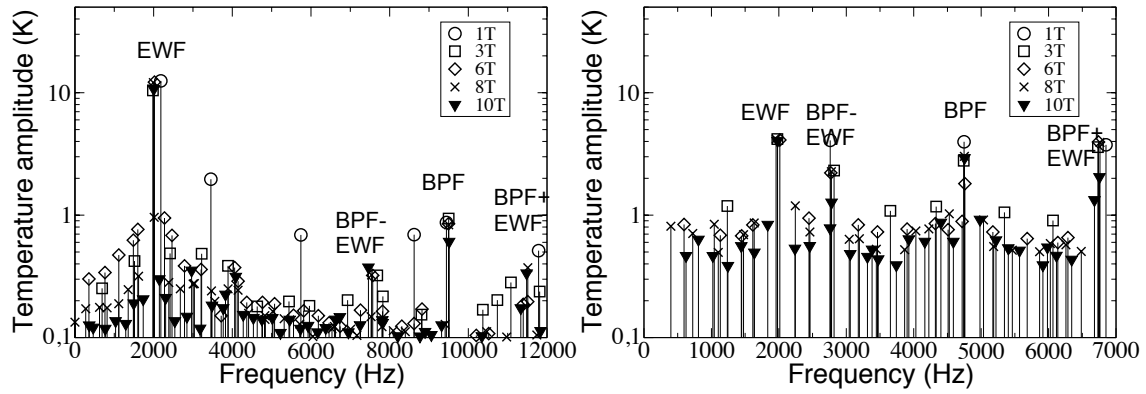 Temperature amplitude (K)
10
1
0,1
EWF
BPF-
EWF
BPF
BPF+
EWF
1T
3T
6T
8T
10T
0 2000 4000 6000 8000 10000 12000
Frequency (Hz)
Temperature amplitude (K)
10
1
0,1
EWF
BPF-
EWF
BPF
BPF+
EWF
1T
3T
6T
8T
10T
0 1000 2000 3000 4000 5000 6000 7000
Frequency (Hz)